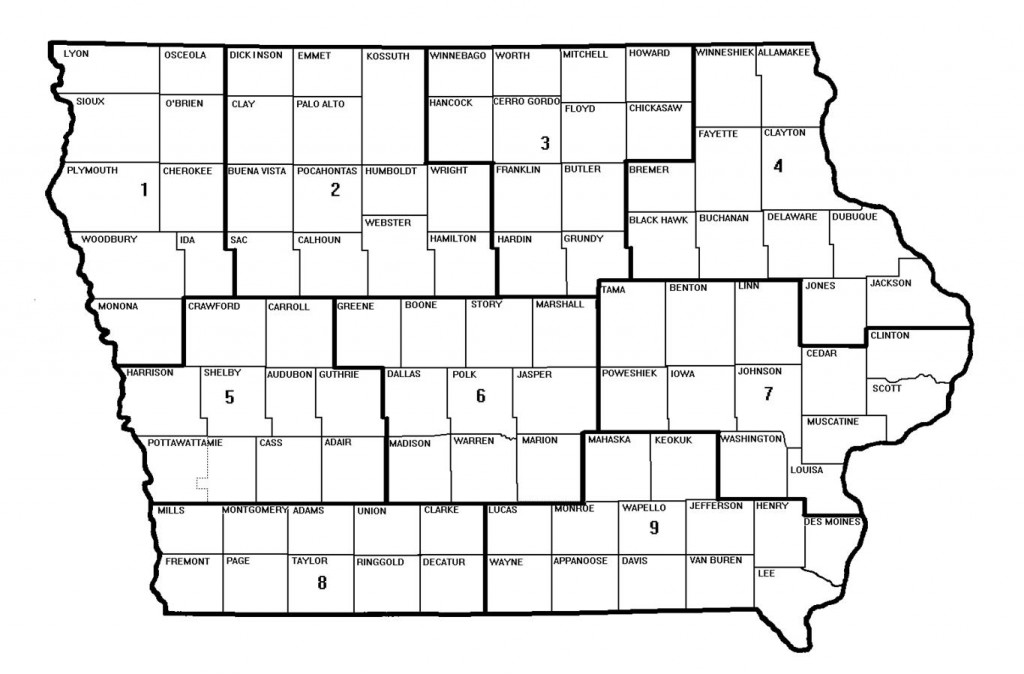 LYON
OSCEOLA
DICKINSON
EMMET
KOSSUTH
WINNEBAGO
WORTH
MITCHELL
HOWARD
WINNESHIEK
ALLAMAKEE
SIOUX
O'BRIEN
CLAY
PALO ALTO
HANCOCK
CERRO GORDO
FLOYD
CHICKASAW
3
FAYETTE
CLAYTON
4
PLYMOUTH
1
CHEROKEE
BUENA VISTA
POCAHONTAS
2
HUMBOLDT
WRIGHT
FRANKLIN
BUTLER
BREMER
WEBSTER
BLACK HAWK
BUCHANAN
DELAWARE
DUBUQUE
WOODBURY
IDA
SAC
CALHOUN
HAMILTON
HARDIN
GRUNDY
TAMA
BENTON
LINN
JONES
JACKSON
MONONA
CRAWFORD
CARROLL
GREENE
BOONE
STORY
MARSHALL
CLINTON
CEDAR
HARRISON
SHELBY
5
AUDUBON
GUTHRIE
DALLAS
POLK
6
JASPER
POWESHIEK
IOWA
JOHNSON
7
SCOTT
MUSCATINE
POTTAWATTAMIE
CASS
ADAIR
MADISON
WARREN
MARION
MAHASKA
KEOKUK
WASHINGTON
LOUISA
MILLS
MONTGOMERY
ADAMS
UNION
CLARKE
LUCAS
MONROE
WAPELLO
9
JEFFERSON
HENRY
DES MOINES
FREMONT
PAGE
TAYLOR
8
RINGGOLD
DECATUR
WAYNE
APPANOOSE
DAVIS
VAN BUREN
LEE